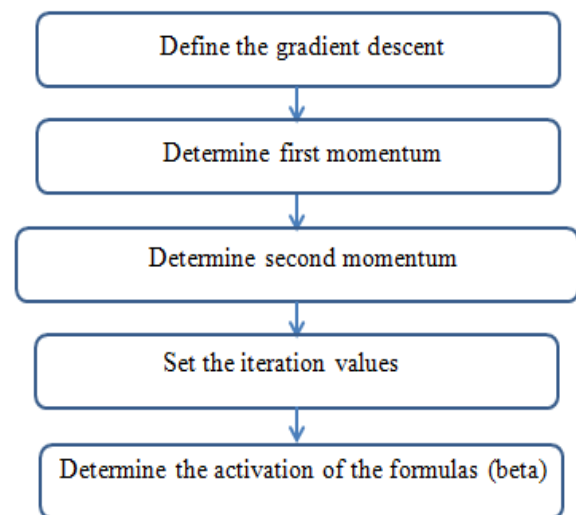 Define the gradient descent
Determine first momentum
Determine second momentum
Set the iteration values
Determine the activation of the formulas (beta)